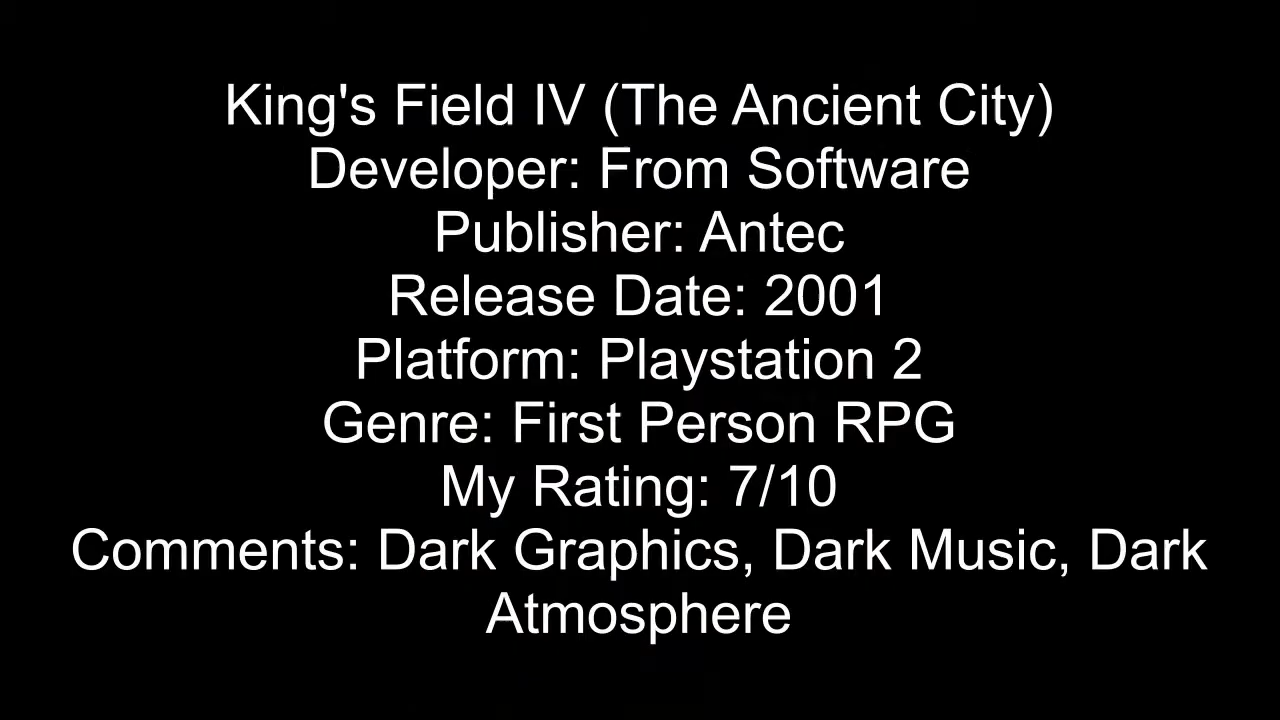 King's Field IV (The Ancient City)
Developer: From Software
Publisher: Antec
Release Date: 2001
Platform: Playstation 2
Genre: First Person RPG
My Rating: 7/10
Comments: Dark Graphics, Dark Music, Dark
Atmosphere